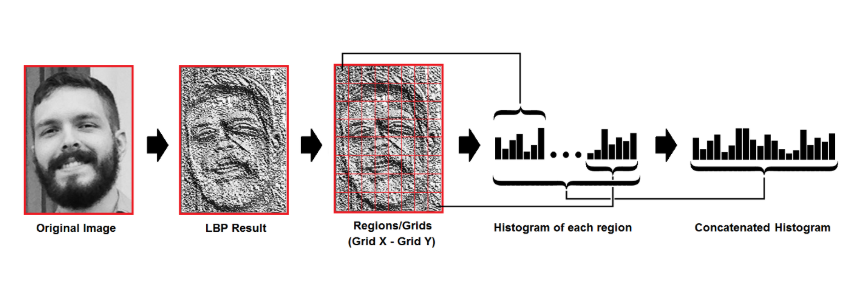 Original Image
LBP Result
Regions/Grids
(Grid X - Grid Y)
Histogram of each region
Concatenated Histogram